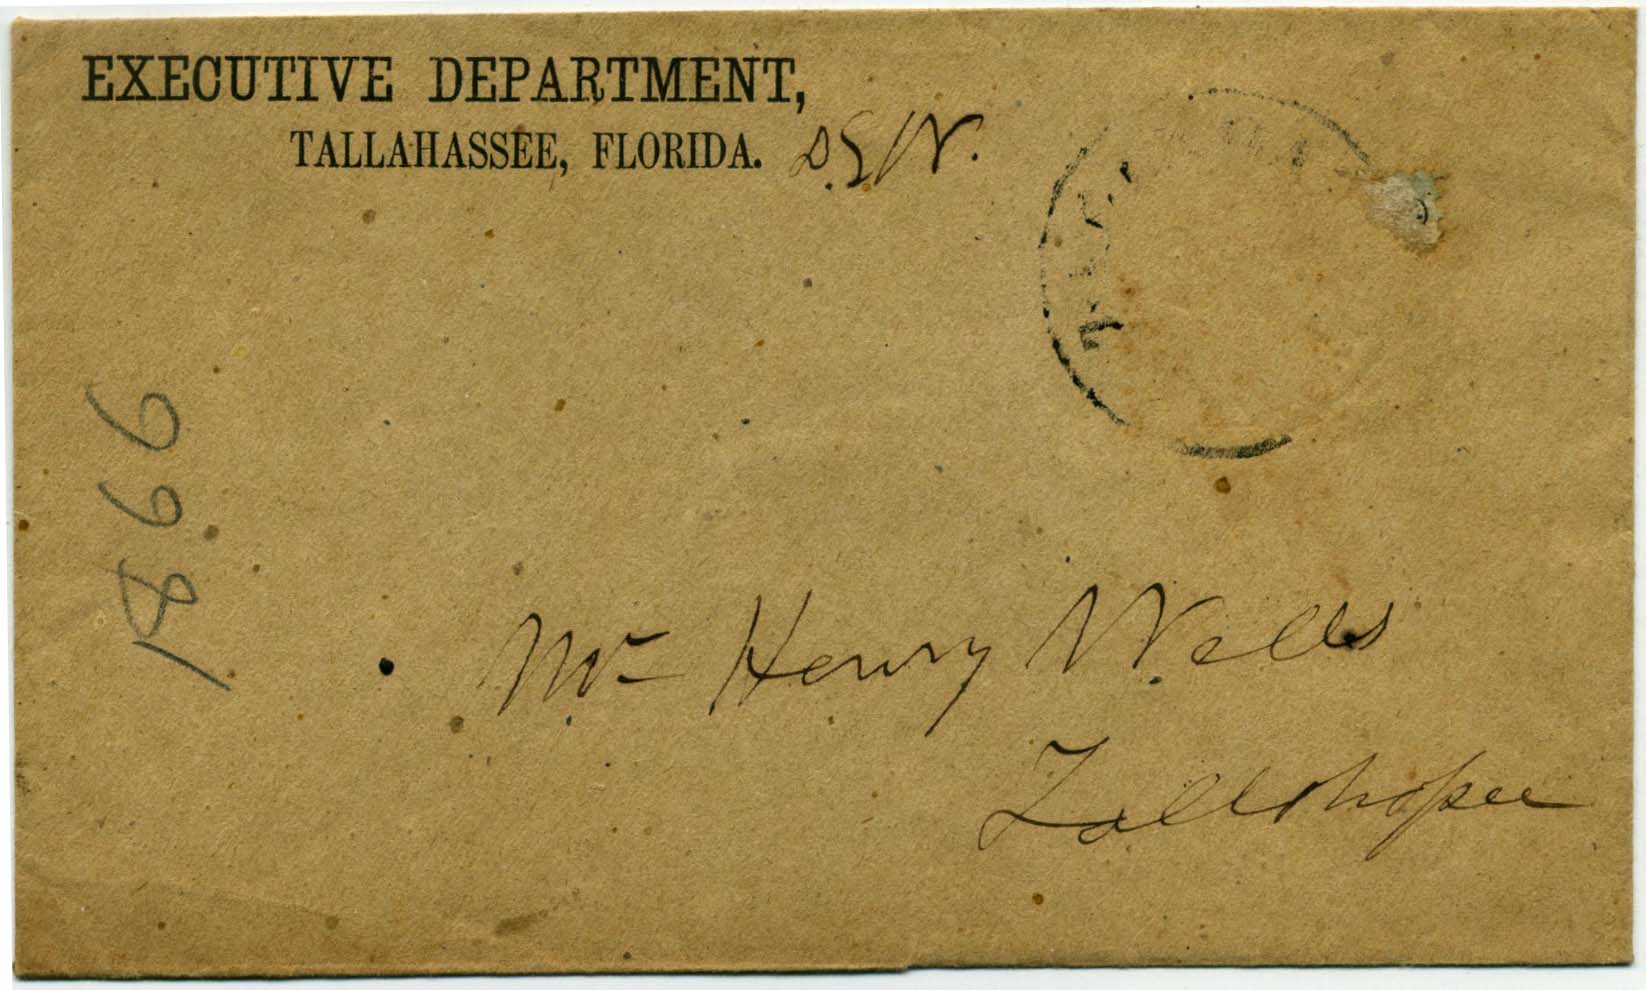 EXECUTIVE DEPARTMENT,
TALLAHASSEE, FLORIDA.
Mr Henry Wells
Tallahassee
1866